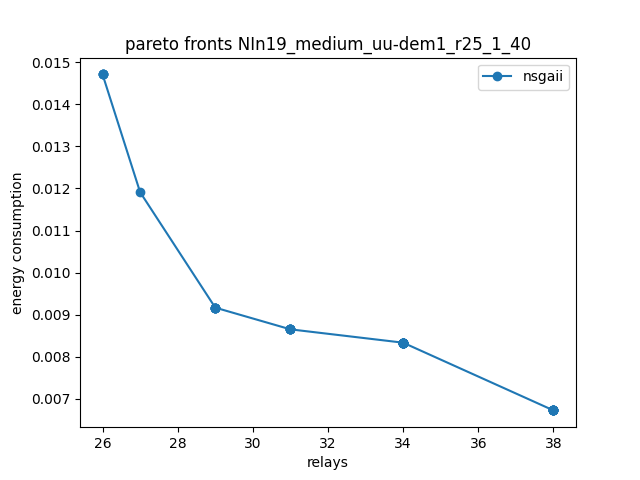 pareto fronts NIn19_medium_uu-dem1_r25_1_40
nsgaii
0.015
0.014
0.013
0.012
0.011
0.010
0.009
0.008
0.007
energy consumption
26 28 30 32 34 36 38
relays